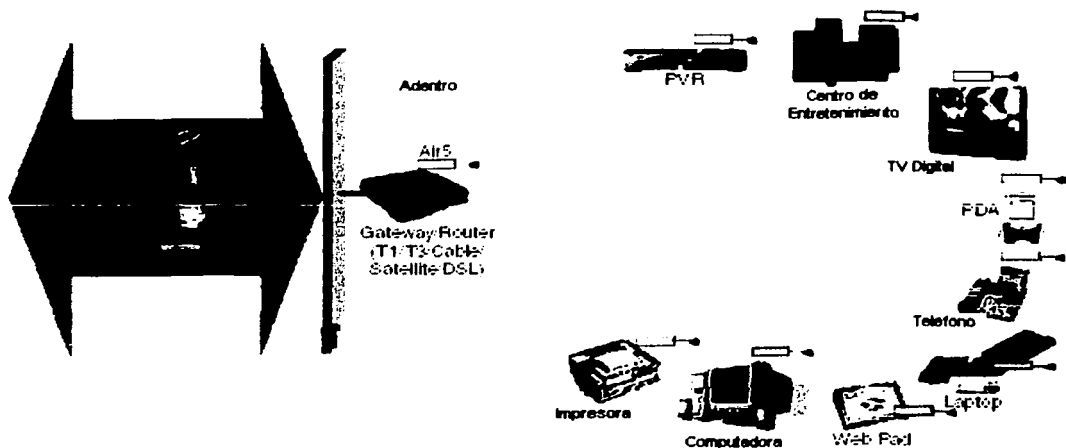 Adentro
Air5
Gateway/Router
(T1/T3/Cable/
Satellite/DSL)
PVR
Centro de
Entretenimiento
TV Digital
PDA
Telefono
Laptop
Web Pad
Computadora
Impresora